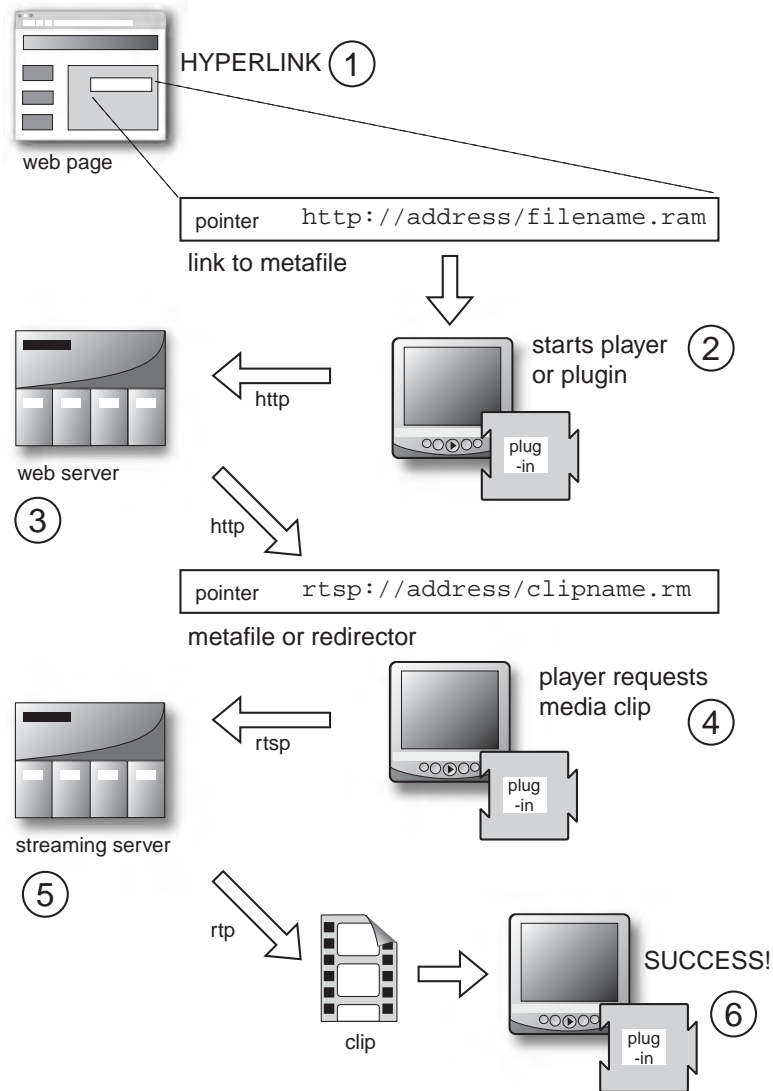 HYPERLINK 1
web page
pointer http://address/filename.ram
link to metafile
starts player 2
or plugin
http
plug
-in
web server
3
http
pointer rtsp://address/clipname.rm
metafile or redirector
player requests
media clip 4
rtsp
plug
-in
streaming server
5
rtp
SUCCESS!
6
clip
plug
-in